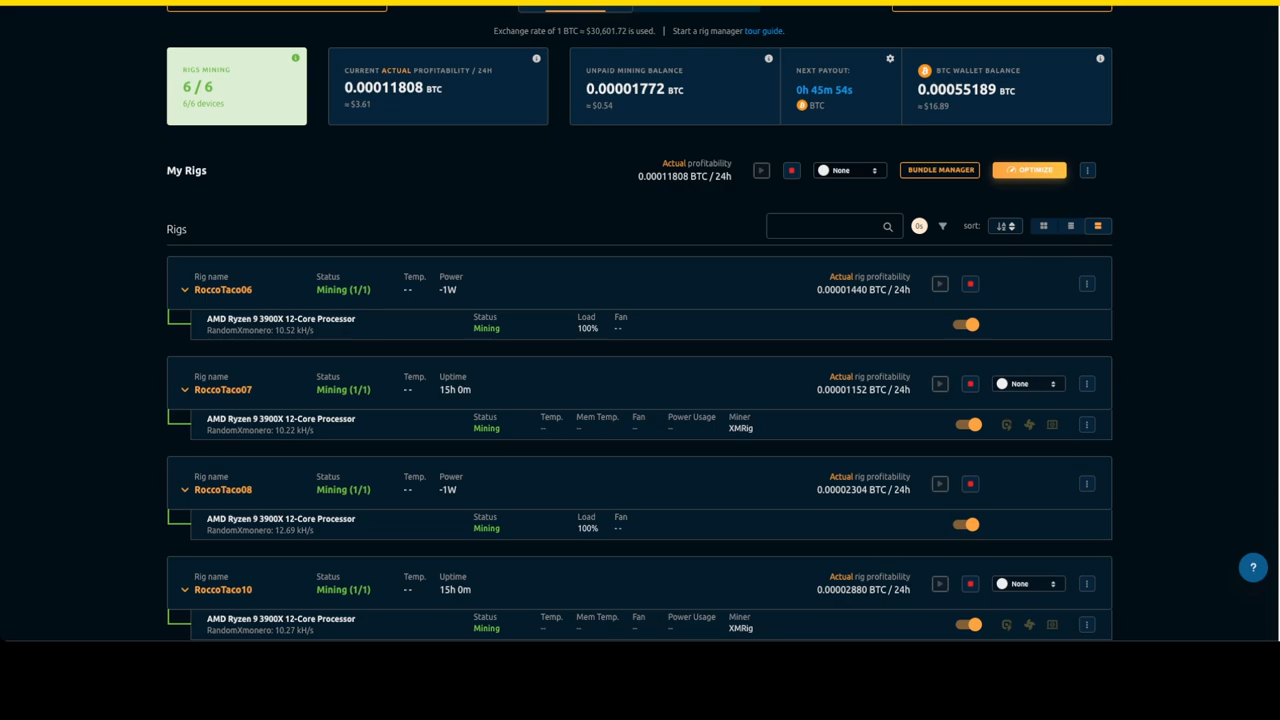 Exchange rate of 1 BTC ≈ $30,601.72 is used. | Start a rig manager tour guide.
RIGS MINING
6 / 6
6/6 devices
CURRENT ACTUAL PROFITABILITY / 24H
0.00011808 BTC
≈ $3.61
UNPAID MINING BALANCE
0.00001772 BTC
≈ $0.54
NEXT PAYOUT:
0h 45m 54s
BTC
BTC WALLET BALANCE
0.00055189 BTC
≈ $16.89
My Rigs
Actual profitability
0.00011808 BTC / 24h
None
BUNDLE MANAGER
OPTIMIZE
Rigs
0s
sort:
Rig name Status Temp. Power Actual rig profitability
RoccoTaco06 Mining (1/1) -- -1W 0.00001440 BTC / 24h
AMD Ryzen 9 3900X 12-Core Processor Status Load Fan
RandomXmonero: 10.52 kH/s Mining 100% --
Rig name Status Temp. Uptime Actual rig profitability
RoccoTaco07 Mining (1/1) -- 15h 0m 0.00001152 BTC / 24h None
AMD Ryzen 9 3900X 12-Core Processor Status Temp. Mem Temp. Fan Power Usage Miner
RandomXmonero: 10.22 kH/s Mining -- -- -- -- XMRig
Rig name Status Temp. Power Actual rig profitability
RoccoTaco08 Mining (1/1) -- -1W 0.00002304 BTC / 24h
AMD Ryzen 9 3900X 12-Core Processor Status Load Fan
RandomXmonero: 12.69 kH/s Mining 100% --
Rig name Status Temp. Uptime Actual rig profitability
RoccoTaco10 Mining (1/1) -- 15h 0m 0.00002880 BTC / 24h None
AMD Ryzen 9 3900X 12-Core Processor Status Temp. Mem Temp. Fan Power Usage Miner
RandomXmonero: 10.27 kH/s Mining -- -- -- -- XMRig
?